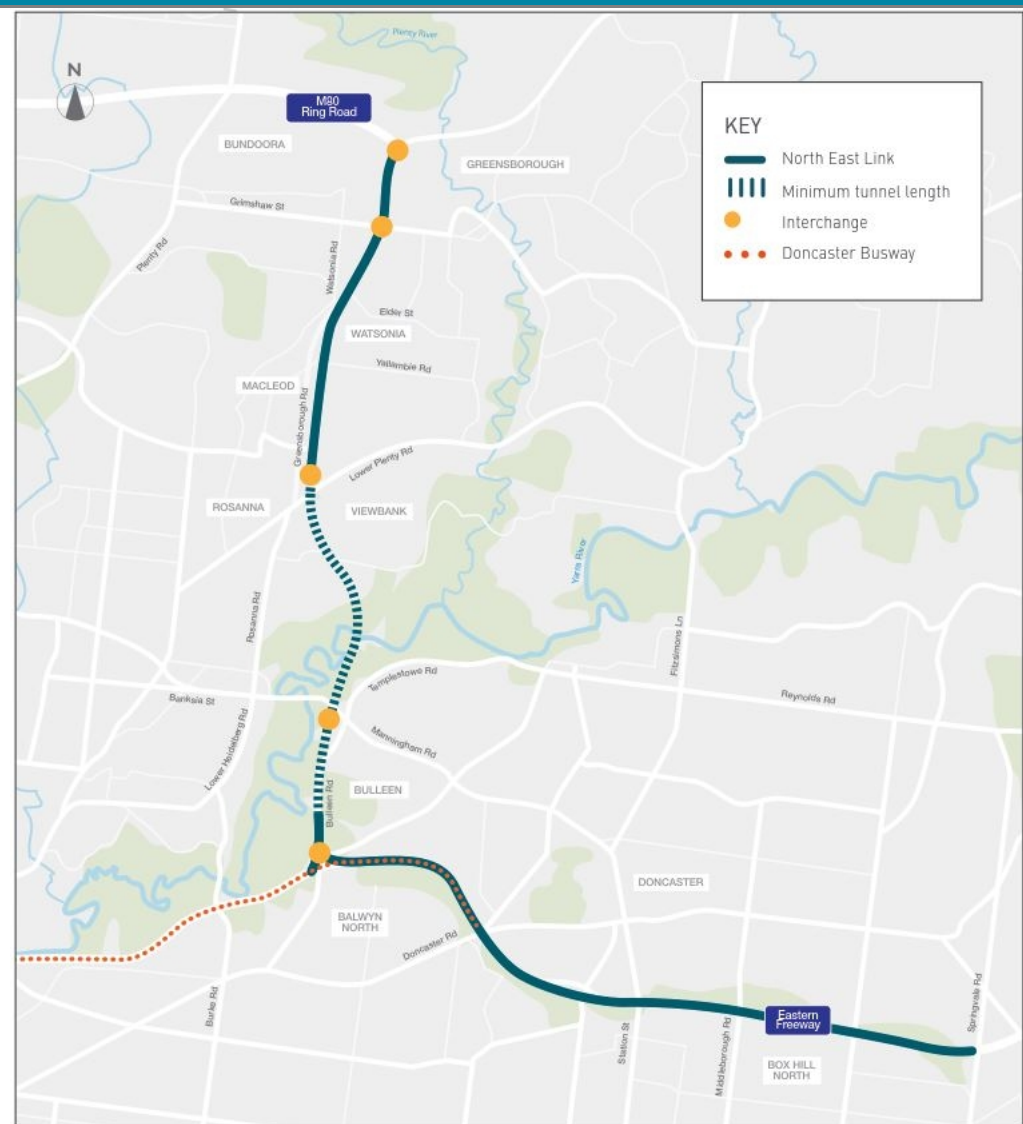 Plenty River
N
M80
Ring Road
BUNDOORA
GREENSBOROUGH
KEY
North East Link
Minimum tunnel length
Interchange
Doncaster Busway
Grimshaw St
Plenty Rd
Watsonia Rd
Elder St
WATSONIA
Yallambie Rd
MACLEOD
Greensborough Rd
Lower Plenty Rd
ROSANNA
VIEWBANK
Yarra River
Rosanna Rd
Fitzsimons Ln
Templestowe Rd
Banksia St
Reynolds Rd
Lower Heidelberg Rd
Manningham Rd
Bulleen Rd
BULLEEN
DONCASTER
BALWYN
NORTH
Doncaster Rd
Burke Rd
Station St
Middleborough Rd
Eastern
Freeway
Springvale Rd
BOX HILL
NORTH